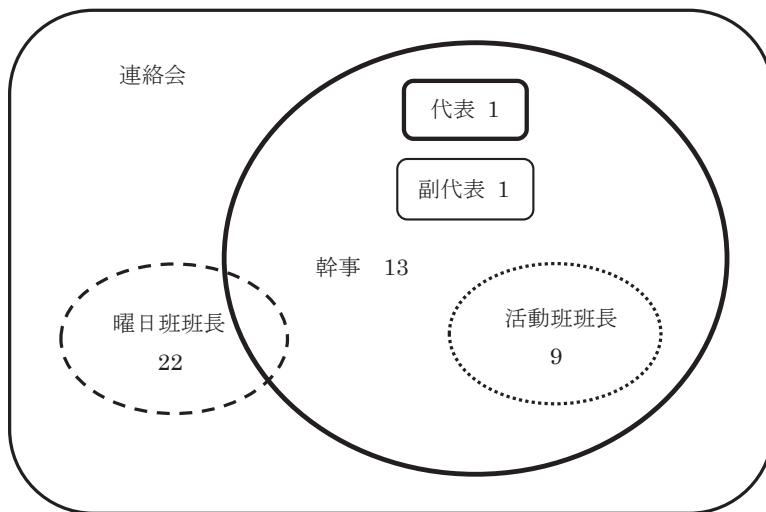 連絡会
代表 1
副代表 1
幹事 13
曜日班班長
22
活動班班長
9